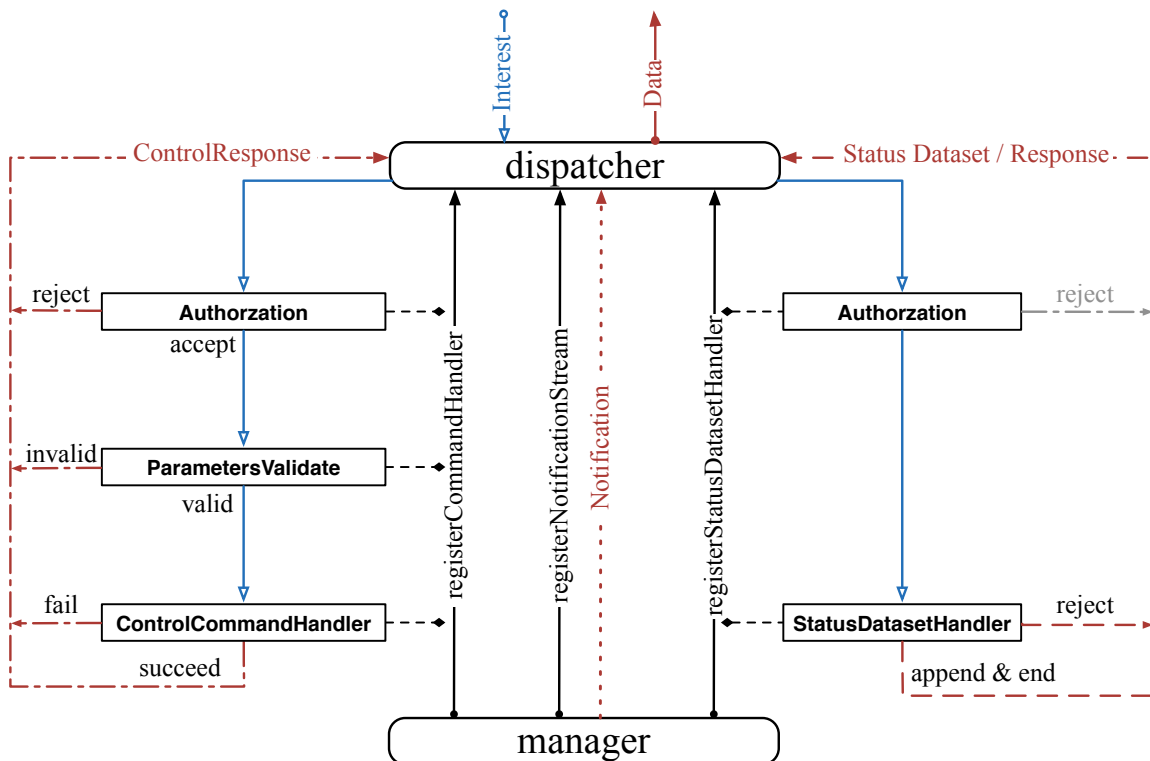 Interest
Data
ControlResponse
dispatcher
Status Dataset / Response
reject
Authorzation
accept
Authorzation
reject
registerCommandHandler
registerNotificationStream
Notification
registerStatusDatasetHandler
invalid
ParametersValidate
valid
fail
ControlCommandHandler
succeed
StatusDatasetHandler
reject
append & end
manager